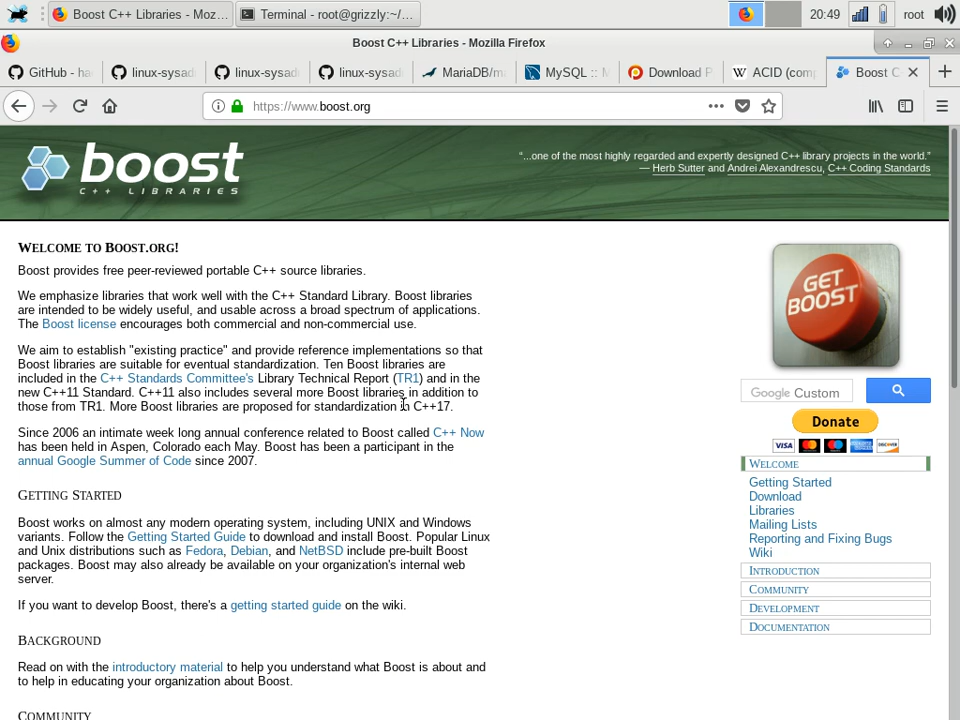 Boost C++ Libraries - Moz...
Terminal - root@grizzly:~/...
20:49
root
Boost C++ Libraries - Mozilla Firefox
GitHub - ha
linux-sysad
linux-sysad
linux-sysad
MariaDB/m
MySQL :: M
Download P
W ACID (comp
Boost C
https://www.boost.org
boost
C++ LIBRARIES
“...one of the most highly regarded and expertly designed C++ library projects in the world.”
— Herb Sutter and Andrei Alexandrescu, C++ Coding Standards
WELCOME TO BOOST.ORG!
Boost provides free peer-reviewed portable C++ source libraries.
We emphasize libraries that work well with the C++ Standard Library. Boost libraries
are intended to be widely useful, and usable across a broad spectrum of applications.
The Boost license encourages both commercial and non-commercial use.
We aim to establish "existing practice" and provide reference implementations so that
Boost libraries are suitable for eventual standardization. Ten Boost libraries are
included in the C++ Standards Committee's Library Technical Report (TR1) and in the
new C++11 Standard. C++11 also includes several more Boost libraries in addition to
those from TR1. More Boost libraries are proposed for standardization in C++17.
Since 2006 an intimate week long annual conference related to Boost called C++ Now
has been held in Aspen, Colorado each May. Boost has been a participant in the
annual Google Summer of Code since 2007.
GETTING STARTED
Boost works on almost any modern operating system, including UNIX and Windows
variants. Follow the Getting Started Guide to download and install Boost. Popular Linux
and Unix distributions such as Fedora, Debian, and NetBSD include pre-built Boost
packages. Boost may also already be available on your organization's internal web
server.
If you want to develop Boost, there's a getting started guide on the wiki.
BACKGROUND
Read on with the introductory material to help you understand what Boost is about and
to help in educating your organization about Boost.
COMMUNITY
GET
BOOST
Google Custom
Donate
VISA
DISCOVER
WELCOME
Getting Started
Download
Libraries
Mailing Lists
Reporting and Fixing Bugs
Wiki
INTRODUCTION
COMMUNITY
DEVELOPMENT
DOCUMENTATION